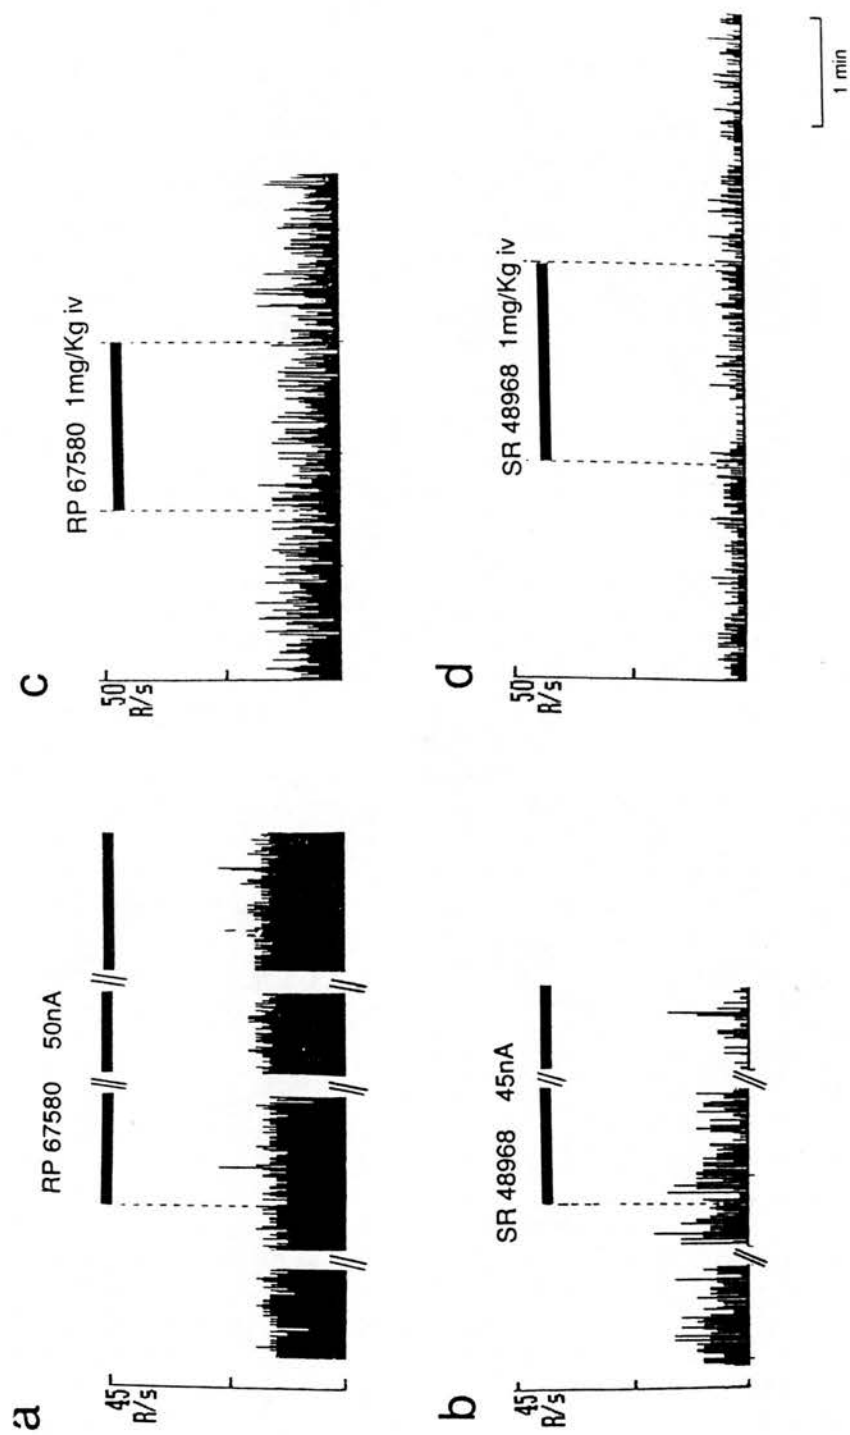 a
45
R/s
RP 67580 50nA
b
45
R/s
SR 48968 45nA
c
50
R/s
RP 67580 1mg/Kg iv
d
50
R/s
SR 48968 1mg/Kg iv
1 min